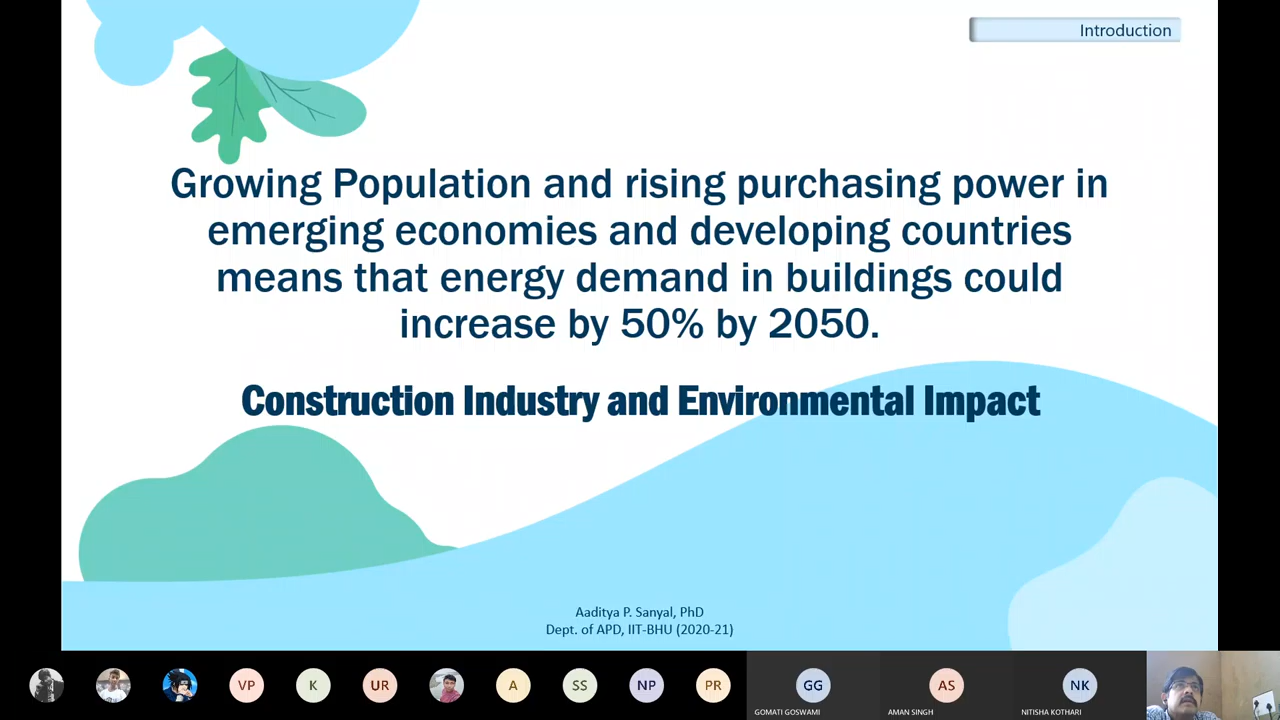 Introduction
Growing Population and rising purchasing power in
emerging economies and developing countries
means that energy demand in buildings could
increase by 50% by 2050.
Construction Industry and Environmental Impact
Aaditya P. Sanyal, PhD
Dept. of APD, IIT-BHU (2020-21)
VP
K
UR
A
SS
NP
PR
GG
AS
NK
GOMATI GOSWAMI
AMAN SINGH
NITISHA KOTHARI